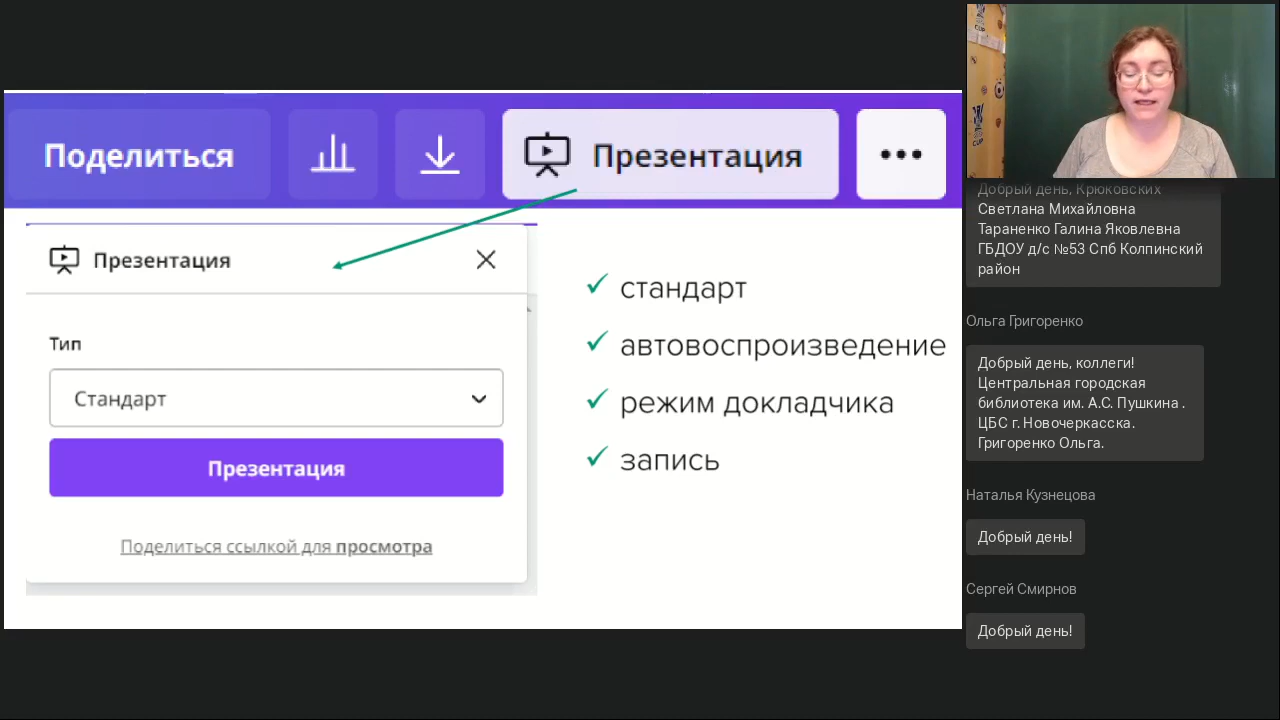 Поделиться
Презентация
Презентация
Тип
Стандарт
Презентация
Поделиться ссылкой для просмотра
стандарт
автовоспроизведение
режим докладчика
запись
CUP
Добрый день, Крюковских
Светлана Михайловна
Тараненко Галина Яковлевна
ГБДОУ д/с №53 Спб Колпинский
район
Ольга Григоренко
Добрый день, коллеги!
Центральная городская
библиотека им. А.С. Пушкина .
ЦБС г. Новочеркасска.
Григоренко Ольга.
Наталья Кузнецова
Добрый день!
Сергей Смирнов
Добрый день!